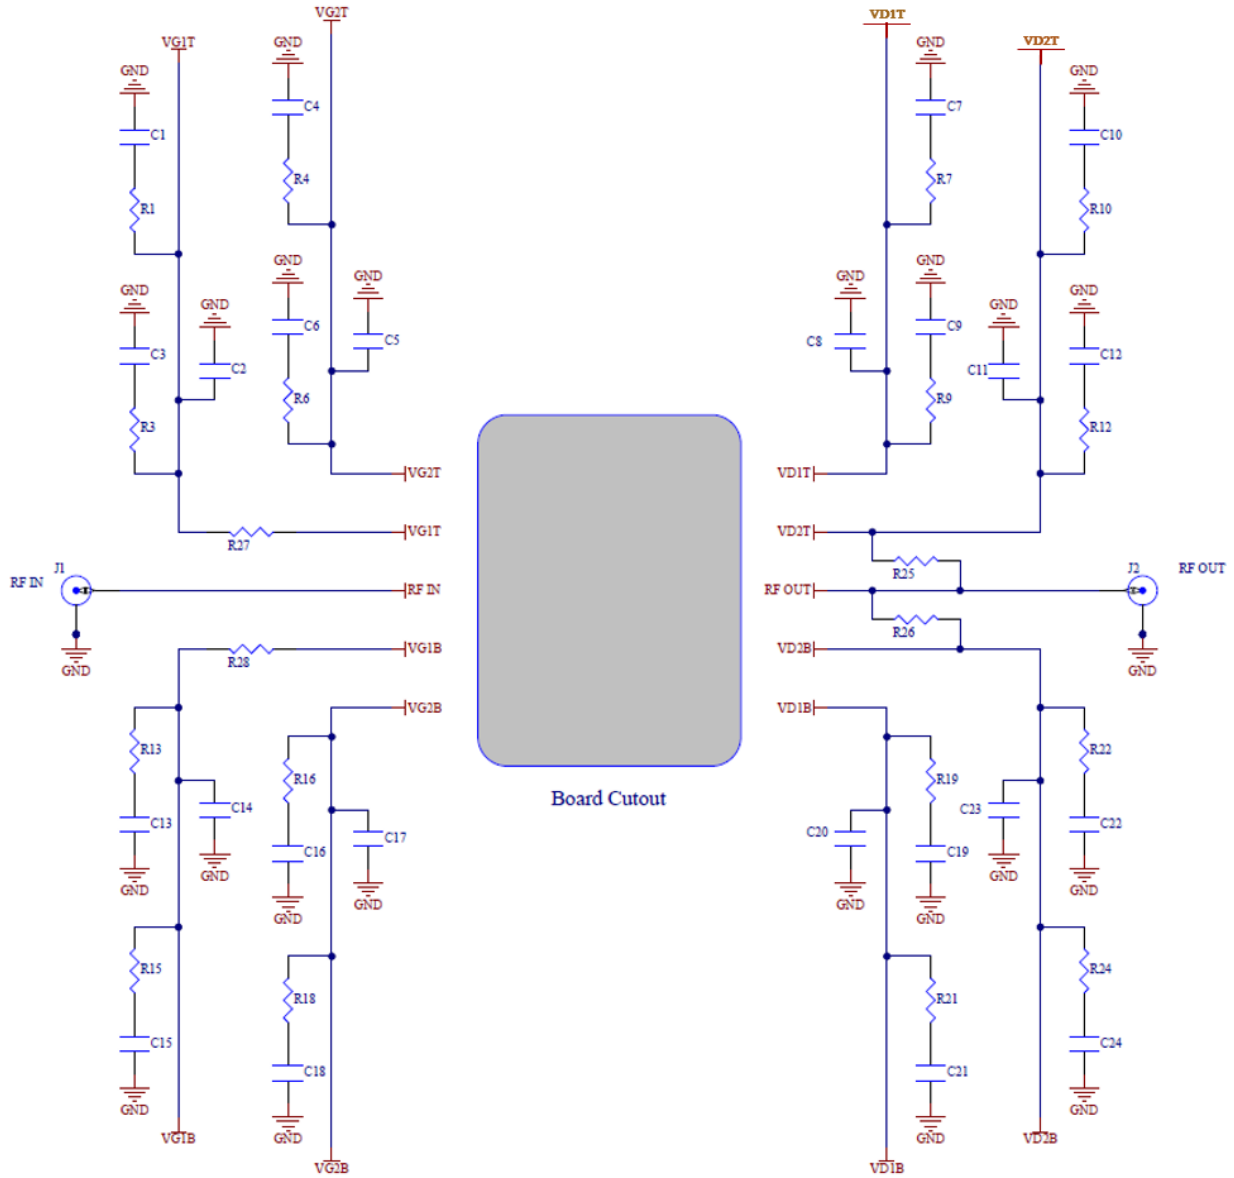 VG2T
VD1T
VG1T
GND
GND
VD2T
GND
GND
C4
C7
C1
C10
R4
R7
R1
R10
GND
GND
GND
GND
GND
GND
GND
GND
C6
C9
C5
C8
C3
C12
C2
C11
R6
R9
R3
R12
VG2T
VD1T
VG1T
VD2T
R27
J1
R25
J2
RF IN
RF OUT
RF IN
RF OUT
R26
VG1B
VD2B
R28
GND
GND
VG2B
VD1B
R13
R22
R16
R19
Board Cutout
C14
C23
C13
C22
C17
C20
C16
C19
GND
GND
GND
GND
GND
GND
GND
GND
R15
R24
R18
R21
C15
C24
C18
C21
GND
GND
VG1B
GND
GND
VD2B
VG2B
VD1B